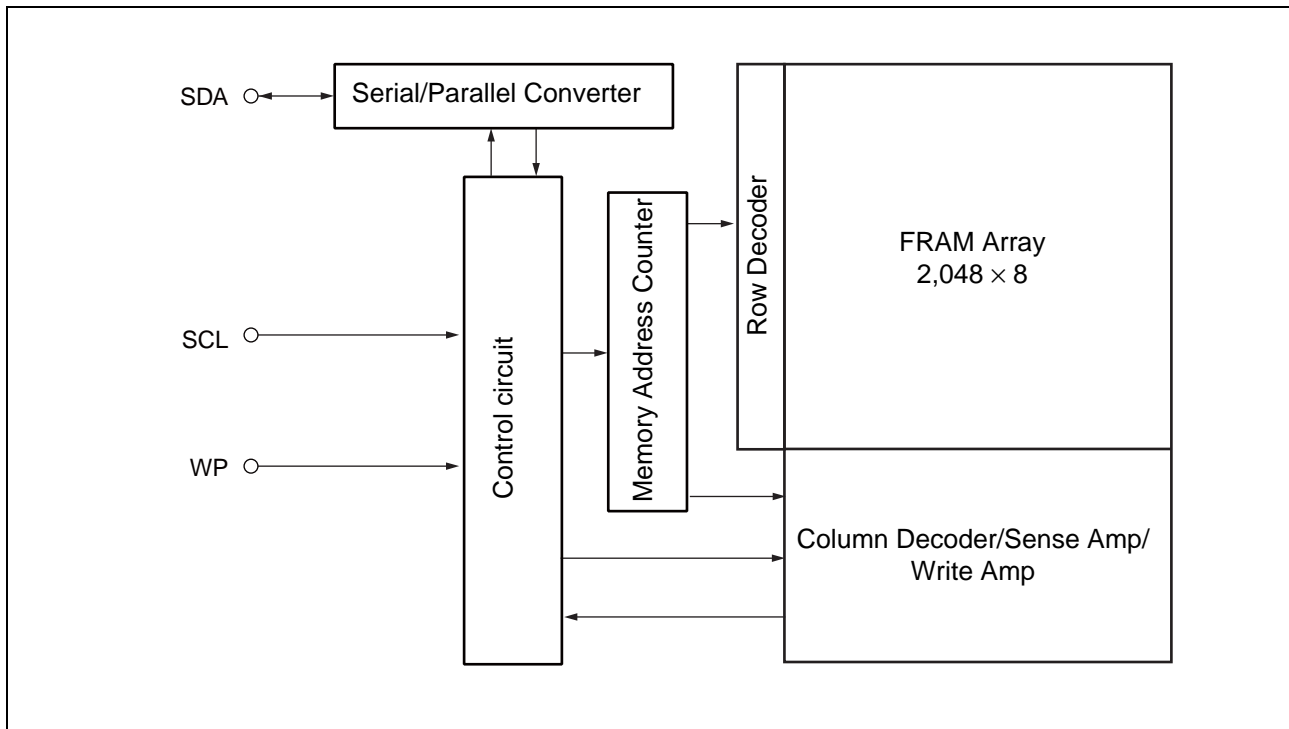 SDA
Serial/Parallel Converter
SCL
WP
Control circuit
Memory Address Counter
Row Decoder
FRAM Array
2,048 × 8
Column Decoder/Sense Amp/
Write Amp